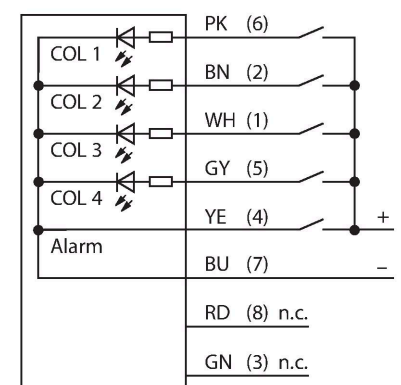 PK (6)
COL 1
BN (2)
COL 2
WH (1)
COL 3
GY (5)
COL 4
YE (4) +
Alarm
BU (7) –
RD (8) n.c.
GN (3) n.c.